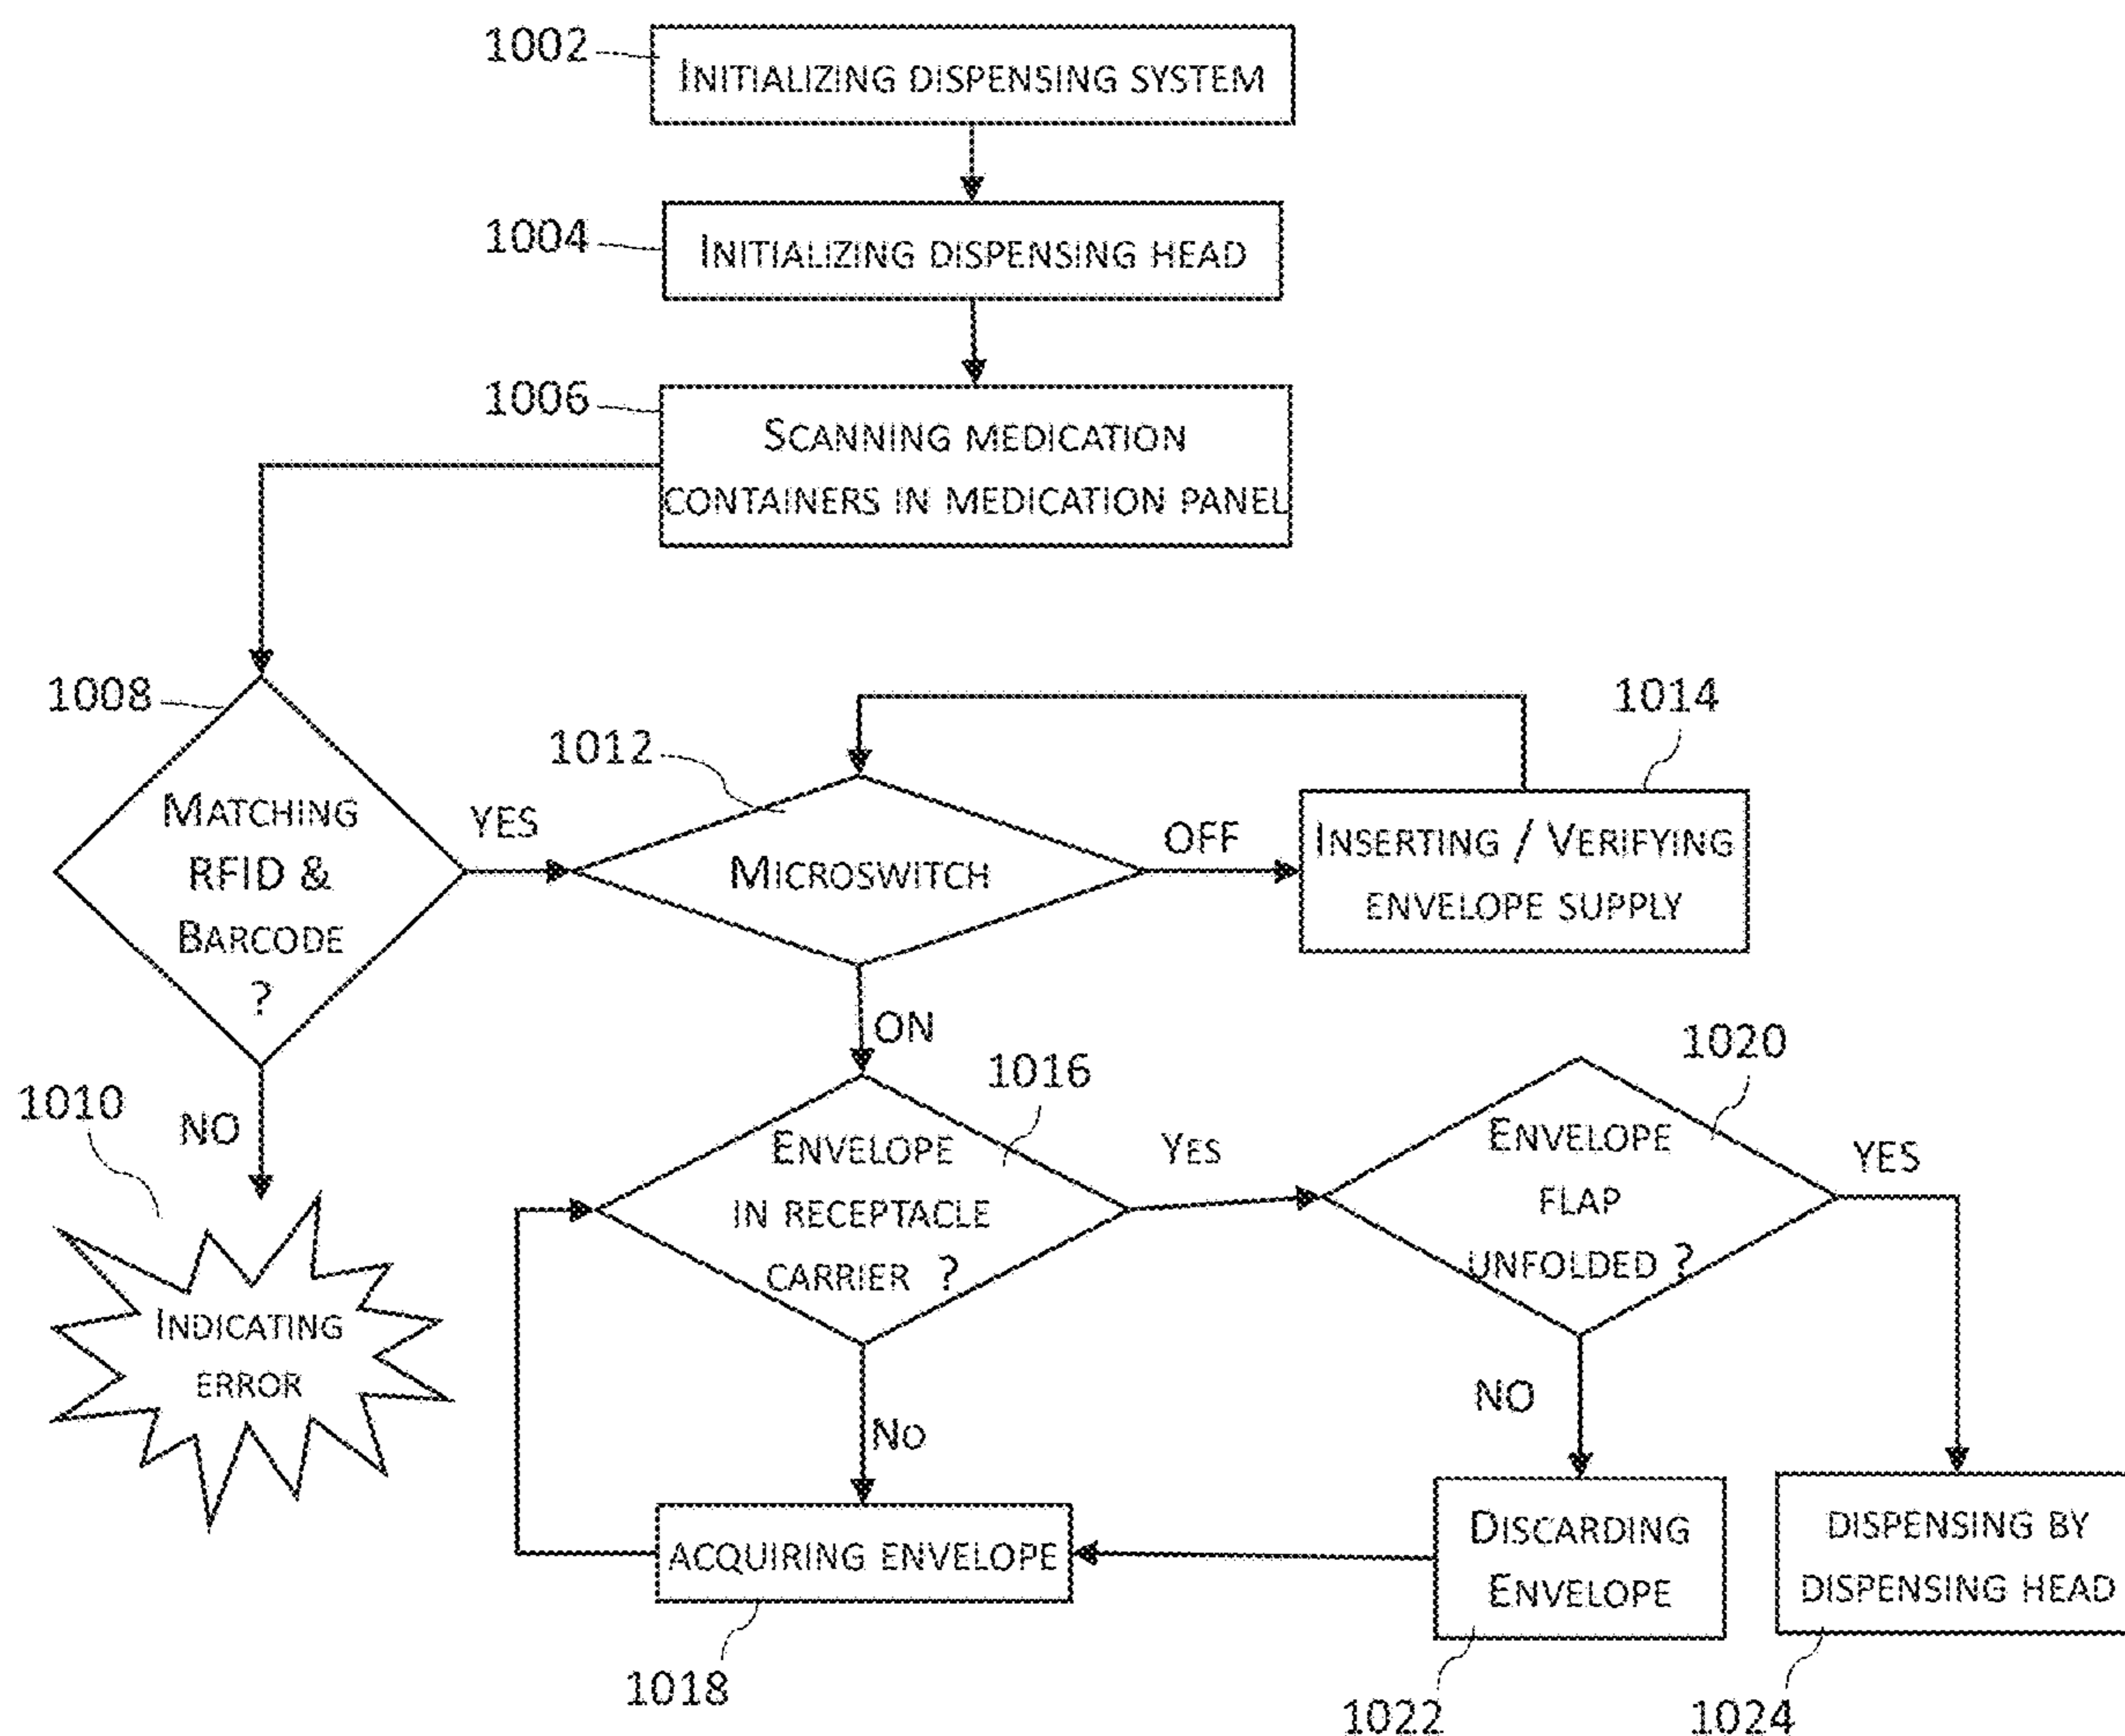 1002
INITIALIZING DISPENSING SYSTEM
1004
INITIALIZING DISPENSING HEAD
1006
SCANNING MEDICATION
CONTAINERS IN MEDICATION PANEL
1008
MATCHING
RFID &
BARCODE
?
YES
NO
1010
INDICATING
ERROR
1012
MICROSWITCH
OFF
ON
1014
INSERTING / VERIFYING
ENVELOPE SUPPLY
1016
ENVELOPE
IN RECEPTACLE
CARRIER ?
YES
NO
1018
ACQUIRING ENVELOPE
1020
ENVELOPE
FLAP
UNFOLDED ?
YES
NO
1022
DISCARDING
ENVELOPE
1024
DISPENSING BY
DISPENSING HEAD